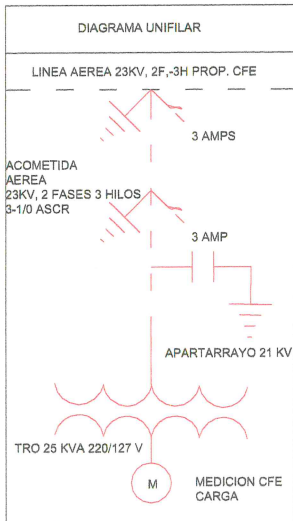 DIAGRAMA UNIFILAR
LINEA AEREA 23KV, 2F,-3H PROP. CFE
3 AMPS
ACOMETIDA
AEREA
23KV, 2 FASES 3 HILOS
3-1/0 ASCR
3 AMP
APARTARRAYO 21 KV
TRO 25 KVA 220/127 V
M
MEDICION CFE
CARGA